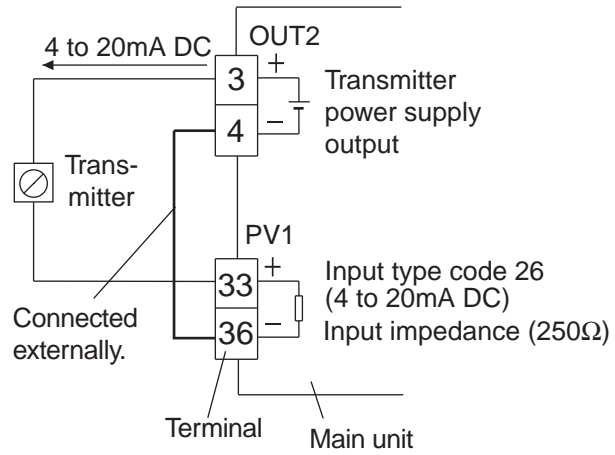 4 to 20mA DC
OUT2
+
3
Transmitter
power supply
output
−
4
Trans-
mitter
PV1
+
33
Input type code 26
(4 to 20mA DC)
Input impedance (250Ω)
−
36
Connected
externally.
Terminal
Main unit